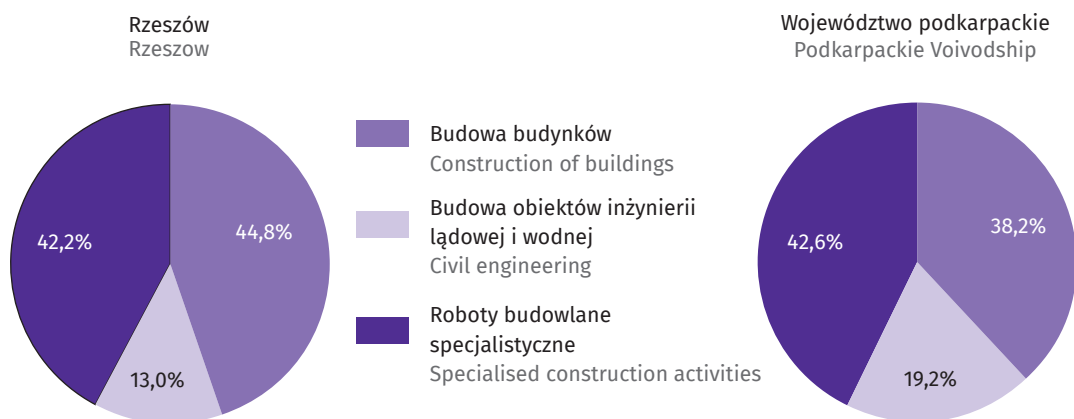 Rzeszów
Rzeszow
44,8%
13,0%
42,2%
Budowa budynków
Construction of buildings
Budowa obiektów inżynierii
lądowej i wodnej
Civil engineering
Roboty budowlane
specjalistyczne
Specialised construction activities
Województwo podkarpackie
Podkarpackie Voivodship
38,2%
19,2%
42,6%